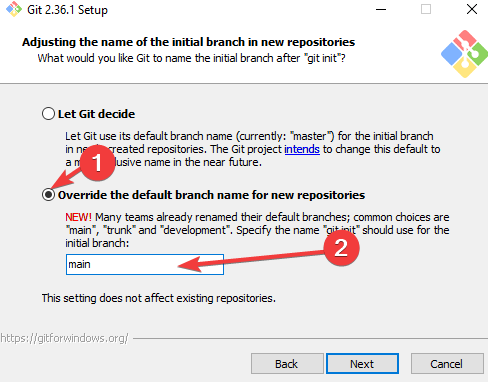 Git 2.36.1 Setup
Adjusting the name of the initial branch in new repositories
What would you like Git to name the initial branch after "git init"?
Let Git decide
Let Git use its default branch name (currently: "master") for the initial branch
in created repositories. The Git project intends to change this default to
a name in the near future.
1
Override the default branch name for new repositories
NEW! Many teams already renamed their default branches; common choices are
"main", "trunk" and "development". Specify the name "git init" should use for the
initial branch:
main
2
This setting does not affect existing repositories.
https://gitforwindows.org/
Back
Next
Cancel